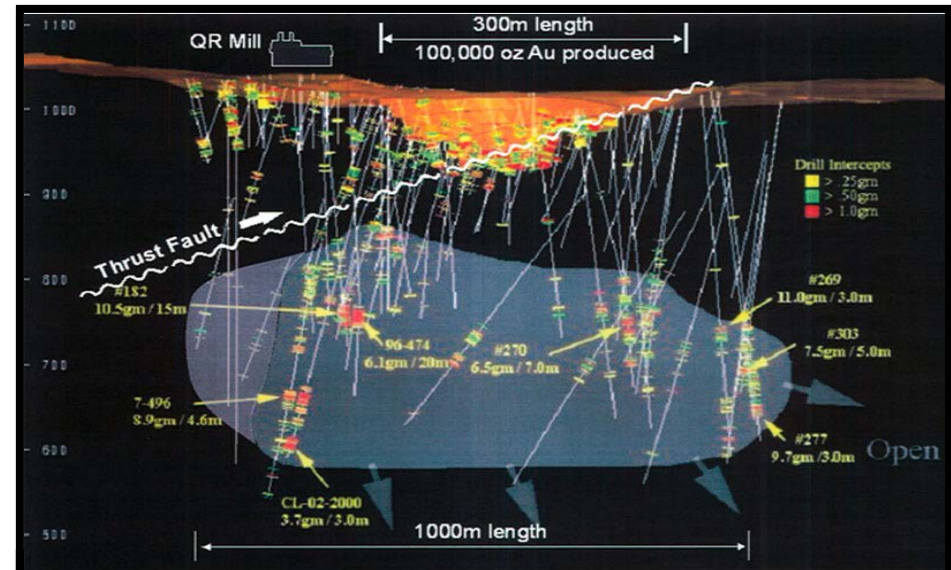 1100
300m length
QR Mill
100,000 oz Au produced
1000
Drill Intercepts
> .25gm
> .50gm
> 1.0gm
900
Thrust Fault
800
#182
10.5gm / 15m
#269
11.0gm / 3.0m
96-474
6.1gm / 20m
#270
6.5gm / 7.0m
#303
7.5gm / 5.0m
700
7-496
8.9gm / 4.6m
#277
9.7gm / 3.0m
Open
600
CL-02-2000
3.7gm / 3.0m
500
1000m length